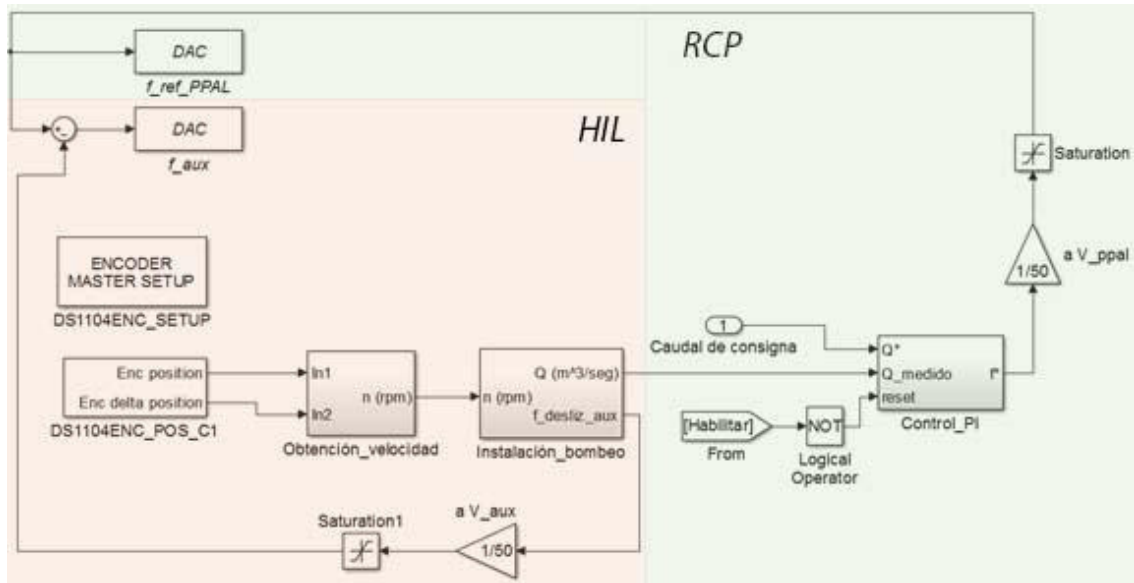 RCP
DAC
f_ref_PPAL
DAC
f_aux
HIL
Saturation
a V_ppal
1/50
ENCODER
MASTER SETUP
DS1104ENC_SETUP
1
Caudal de consigna
Enc position
Enc delta position
DS1104ENC_POS_C1
In1
In2
n (rpm)
Obtención_velocidad
n (rpm)
Q (m^3/seg)
f_desliz_aux
Instalación_bombeo
Q*
Q_medido
reset
f*
Control_PI
[Habilitar]
From
NOT
Logical
Operator
Saturation1
a V_aux
1/50